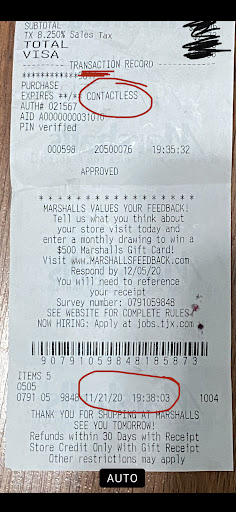 SUBTOTAL
TX 8.250% Sales Tax
TOTAL
VISA
TRANSACTION RECORD
PURCHASE
EXPIRES **/** CONTACTLESS
AUTH# 021567
AID A0000000031010
PIN Verified
000598 20500076 19:35:32
APPROVED
* * * * * * * * * * * * * * * *
MARSHALLS VALUES YOUR FEEDBACK!
Tell us what you think about
your store visit today and
enter a monthly drawing to win a
$500 Marshalls Gift Card!
Visit www.MARSHALLSFEEDBACK.com
Respond by 12/05/20
You will need to reference
your receipt
Survey number: 0791059848
SEE WEBSITE FOR COMPLETE RULES
NOW HIRING: Apply at jobs.tjx.com
90791059848185873
ITEMS 5
0505
0791 05 9848 11/21/20 19:38:03 1004
THANK YOU FOR SHOPPING AT MARSHALLS
SEE YOU TOMORROW!
Refunds within 30 Days with Receipt
Store Credit Only With Gift Receipt
Other restrictions may apply
AUTO